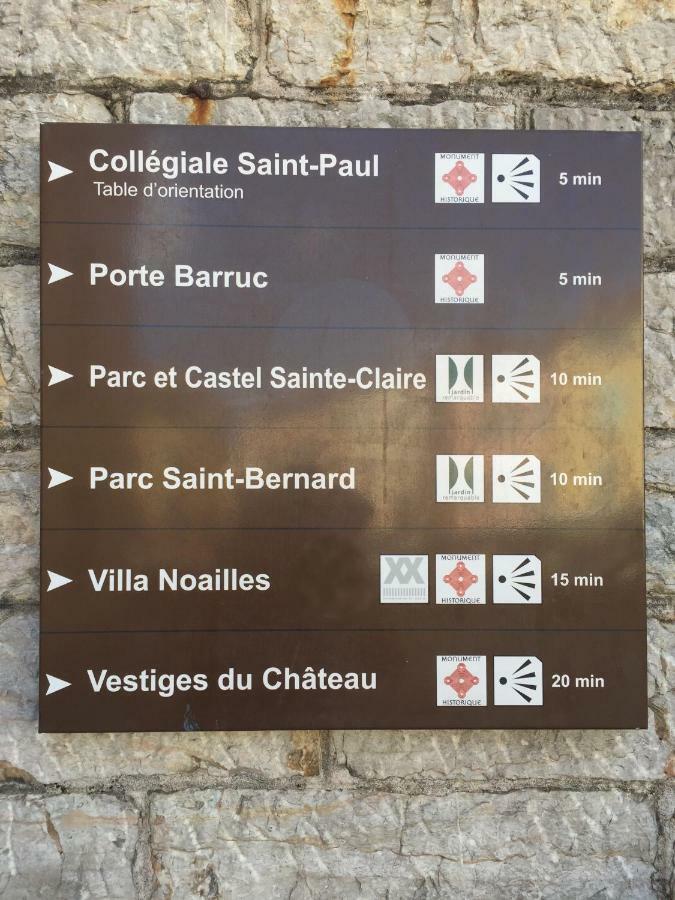 Collégiale Saint-Paul
Table d'orientation
MONUMENT
HISTORIQUE
5 min
Porte Barruc
MONUMENT
HISTORIQUE
5 min
Parc et Castel Sainte-Claire
jardin
remarquable
10 min
Parc Saint-Bernard
jardin
remarquable
10 min
Villa Noailles
XX
MONUMENT
HISTORIQUE
15 min
Vestiges du Château
MONUMENT
HISTORIQUE
20 min